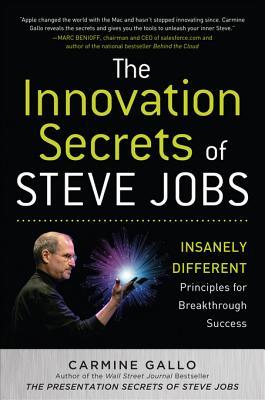 "Apple changed the world with the Mac and hasn't stopped innovating since. Carmine
Gallo reveals the secrets and gives you the tools to unleash your inner Steve Jobs."
—MARC BENIOFF, chairman and CEO of salesforce.com and
author of the national bestseller Behind the Cloud
The
Innovation
Secrets of
STEVE JOBS
INSANELY
DIFFERENT
Principles for
Breakthrough
Success
CARMINE GALLO
Author of the Wall Street Journal Bestseller
THE PRESENTATION SECRETS OF STEVE JOBS